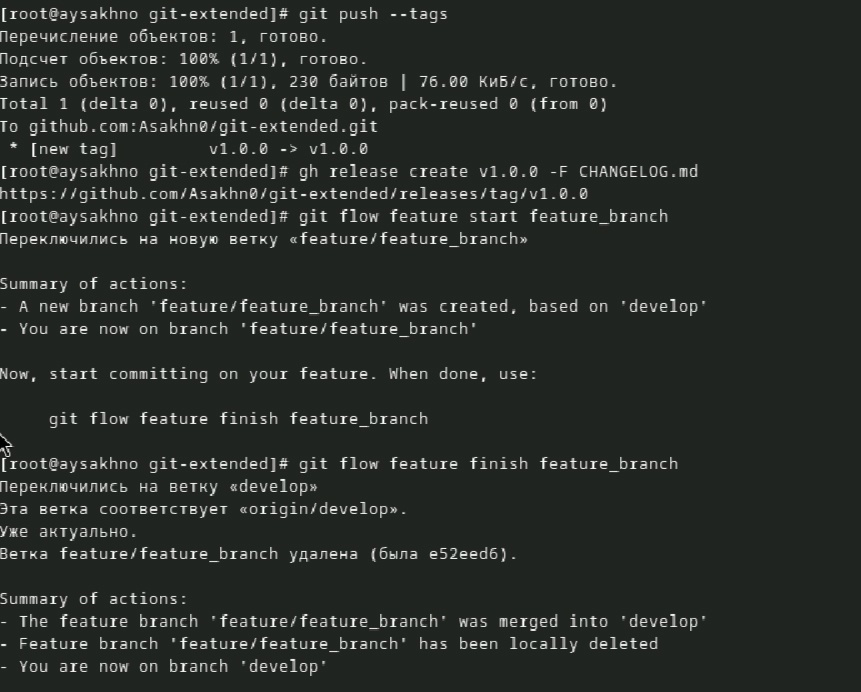 [root@aysakhno git-extended]# git push --tags
Перечисление объектов: 1, готово.
Подсчет объектов: 100% (1/1), готово.
Запись объектов: 100% (1/1), 230 байтов | 76.00 КиБ/с, готово.
Total 1 (delta 0), reused 0 (delta 0), pack-reused 0 (from 0)
To github.com:Asakhn0/git-extended.git
 * [new tag]         v1.0.0 -> v1.0.0
[root@aysakhno git-extended]# gh release create v1.0.0 -F CHANGELOG.md
https://github.com/Asakhn0/git-extended/releases/tag/v1.0.0
[root@aysakhno git-extended]# git flow feature start feature_branch
Переключились на новую ветку «feature/feature_branch»

Summary of actions:
- A new branch 'feature/feature_branch' was created, based on 'develop'
- You are now on branch 'feature/feature_branch'

Now, start committing on your feature. When done, use:

     git flow feature finish feature_branch

[root@aysakhno git-extended]# git flow feature finish feature_branch
Переключились на ветку «develop»
Эта ветка соответствует «origin/develop».
Уже актуально.
Ветка feature/feature_branch удалена (была e52eed6).

Summary of actions:
- The feature branch 'feature/feature_branch' was merged into 'develop'
- Feature branch 'feature/feature_branch' has been locally deleted
- You are now on branch 'develop'